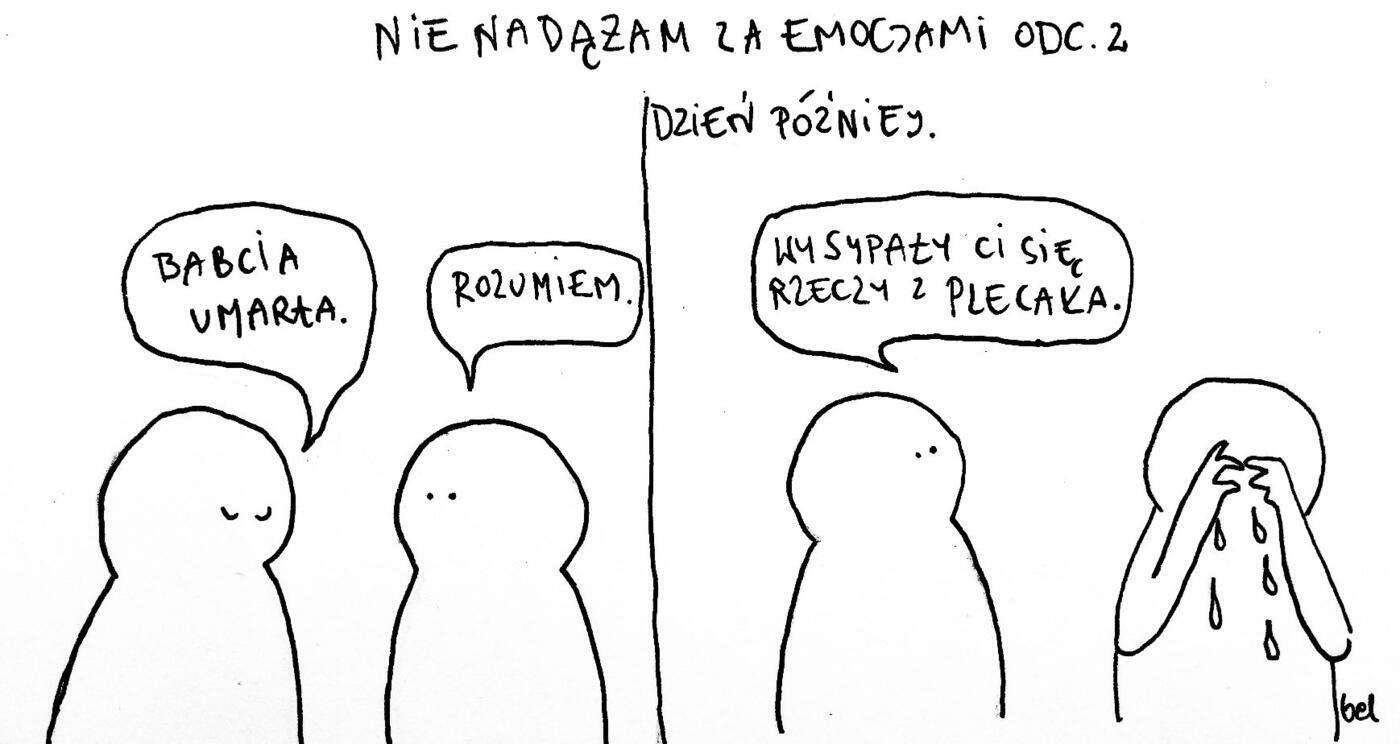 NIE NADĄŻAM ZA EMOCJAMI ODC. 2
BABCIA
UMARŁA.
ROZUMIEM.
DZIEŃ PÓŹNIEJ.
WYSYPAŁY CI SIĘ
RZECZY Z PLECAKA.
bel